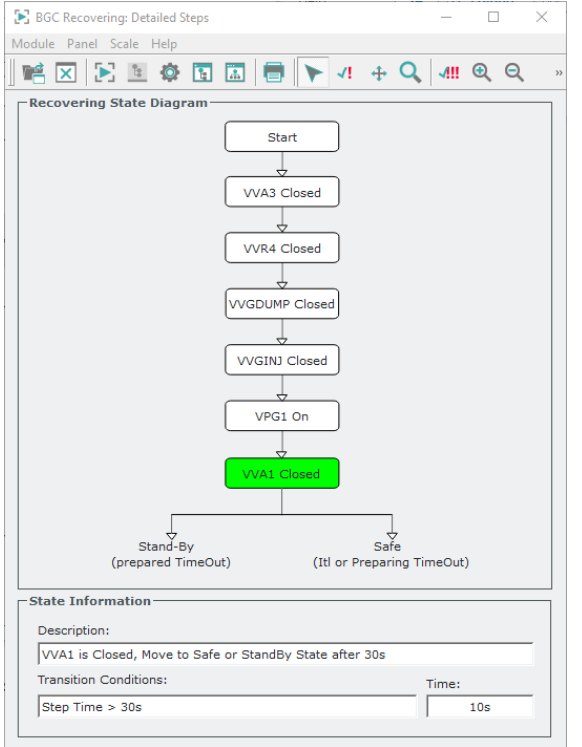 BGC Recovering: Detailed Steps
Module Panel Scale Help
»
Recovering State Diagram
Start
VVA3 Closed
VVR4 Closed
VVGDUMP Closed
VVGINJ Closed
VPG1 On
VVA1 Closed
Stand-By
(prepared TimeOut)
Safe
(Itl or Preparing TimeOut)
State Information
Description:
VVA1 is Closed, Move to Safe or StandBy State after 30s
Transition Conditions:
Time:
Step Time > 30s
10s